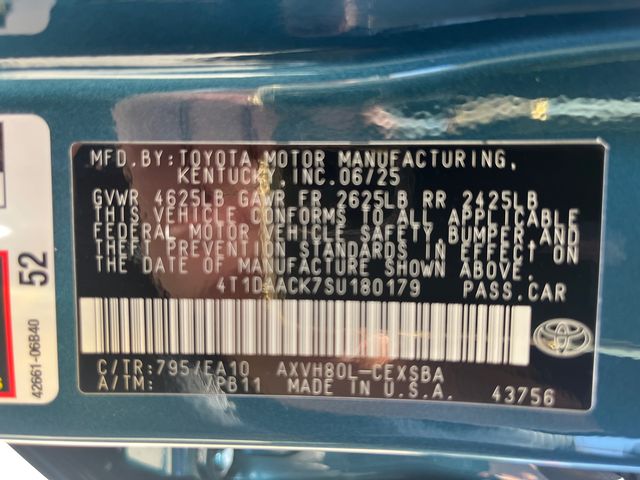 MFD.BY:TOYOTA MOTOR MANUFACTURING,
KENTUCKY, INC.06/25
GVWR 4625LB GAWR FR 2625LB RR 2425LB
THIS VEHICLE CONFORMS TO ALL APPLICABLE
FEDERAL MOTOR VEHICLE SAFETY, BUMPER AND
THEFT PREVENTION STANDARDS IN EFFECT ON
THE DATE OF MANUFACTURE SHOWN ABOVE.
4T1DAACK7SU180179 PASS.CAR
C/TR:795/EA10 AXVH80L-CEXSBA
A/TM: /PB11 MADE IN U.S.A. 43756
52
42661-06B40